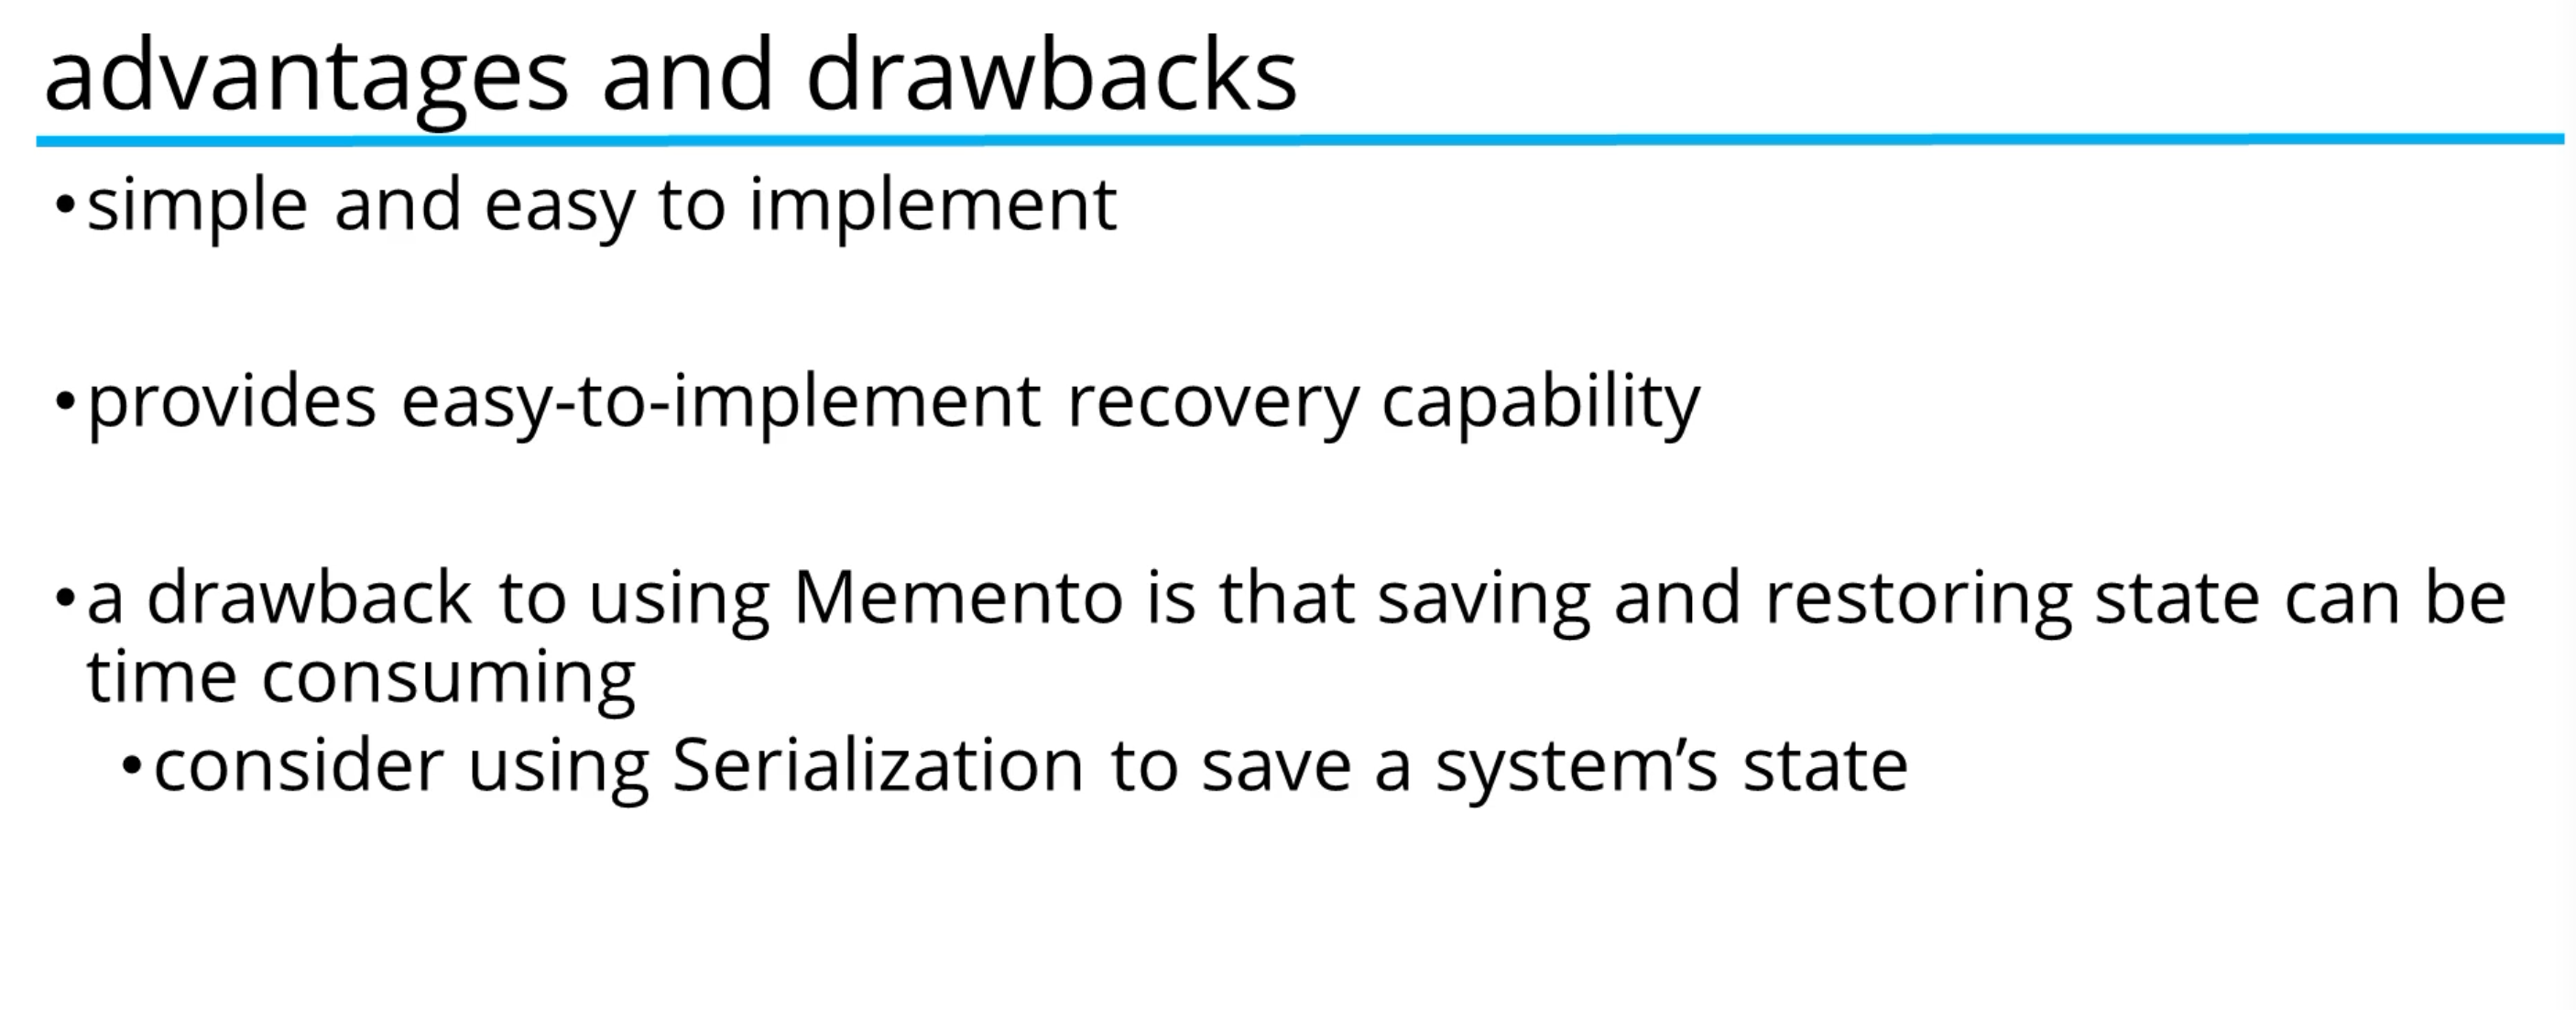 advantages and drawbacks
•simple and easy to implement
•provides easy-to-implement recovery capability
•a drawback to using Memento is that saving and restoring state can be
time consuming
•consider using Serialization to save a system’s state